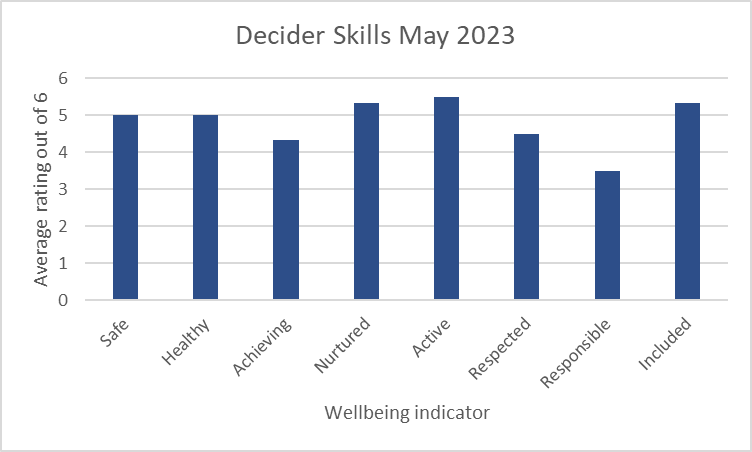 Decider Skills May 2023
Average rating out of 6
6
5
4
3
2
1
0
Safe
Healthy
Achieving
Nurtured
Active
Respected
Responsible
Included
Wellbeing indicator